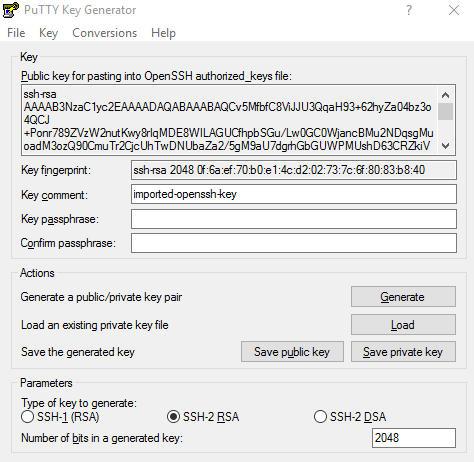 PuTTY Key Generator
File Key Conversions Help
Key
Public key for pasting into OpenSSH authorized_keys file:
ssh-rsa
AAAAB3NzaC1yc2EAAAADAQABAAABAQCv5MfbfC8ViJJU3QqaH93+62hyZa04bz3o
4QCJ
+Ponr789ZVzW2nutKwy8rlqMDE8WILAGUCfhpbSGu/Lw0GC0WjancBMu2NDqsgMu
oadM3ozQ90CmuTr2CjcUhTwDNUbaZa2/5gM9aU7dgrhGbGUWPMUshD63CRZkiV
Key fingerprint: ssh-rsa 2048 0f:6a:ef:70:b0:e1:4c:d2:02:73:7c:6f:80:83:b8:40
Key comment: imported-openssh-key
Key passphrase:
Confirm passphrase:
Actions
Generate a public/private key pair Generate
Load an existing private key file Load
Save the generated key Save public key Save private key
Parameters
Type of key to generate:
SSH-1 (RSA) SSH-2 RSA SSH-2 DSA
Number of bits in a generated key: 2048